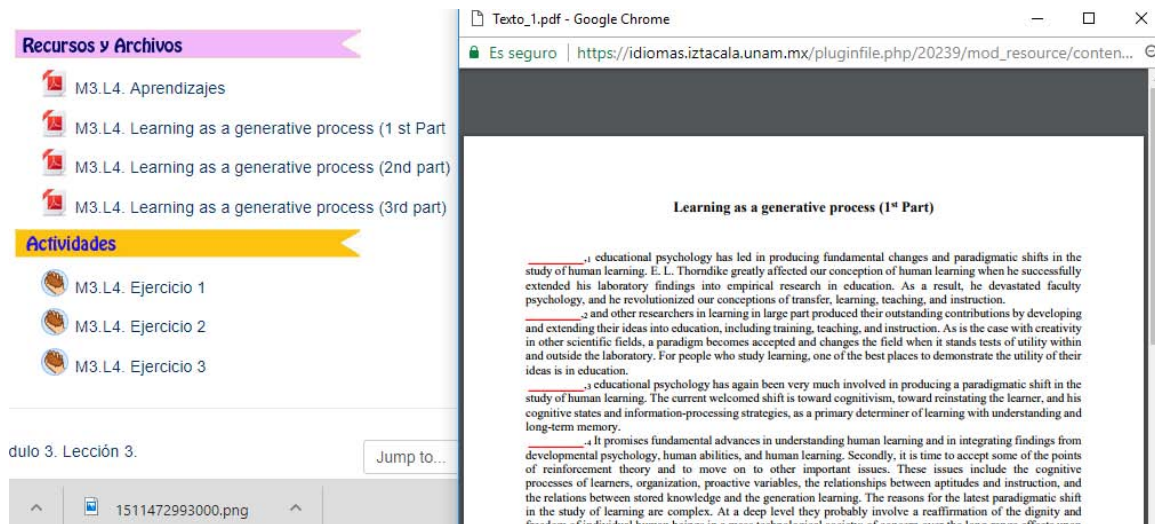 Recursos y Archivos
M3.L4. Aprendizajes
M3.L4. Learning as a generative process (1 st Part
M3.L4. Learning as a generative process (2nd part)
M3.L4. Learning as a generative process (3rd part)
Actividades
M3.L4. Ejercicio 1
M3.L4. Ejercicio 2
M3.L4. Ejercicio 3
dulo 3. Lección 3.
Jump to...
1511472993000.png
Texto_1.pdf - Google Chrome
Es seguro | https://idiomas.iztacala.unam.mx/pluginfile.php/20239/mod_resource/conten...
Learning as a generative process (1st Part)
________,1 educational psychology has led in producing fundamental changes and paradigmatic shifts in the
study of human learning. E. L. Thorndike greatly affected our conception of human learning when he successfully
extended his laboratory findings into empirical research in education. As a result, he devastated faculty
psychology, and he revolutionized our conceptions of transfer, learning, teaching, and instruction.
________,2 and other researchers in learning in large part produced their outstanding contributions by developing
and extending their ideas into education, including training, teaching, and instruction. As is the case with creativity
in other scientific fields, a paradigm becomes accepted and changes the field when it stands tests of utility within
and outside the laboratory. For people who study learning, one of the best places to demonstrate the utility of their
ideas is in education.
________,3 educational psychology has again been very much involved in producing a paradigmatic shift in the
study of human learning. The current welcomed shift is toward cognitivism, toward reinstating the learner, and his
cognitive states and information-processing strategies, as a primary determiner of learning with understanding and
long-term memory.
________,4 It promises fundamental advances in understanding human learning and in integrating findings from
developmental psychology, human abilities, and human learning. Secondly, it is time to accept some of the points
of reinforcement theory and to move on to other important issues. These issues include the cognitive
processes of learners, organization, proactive variables, the relationships between aptitudes and instruction, and
the relations between stored knowledge and the generation learning. The reasons for the latest paradigmatic shift
in the study of learning are complex. At a deep level they probably involve a reaffirmation of the dignity and